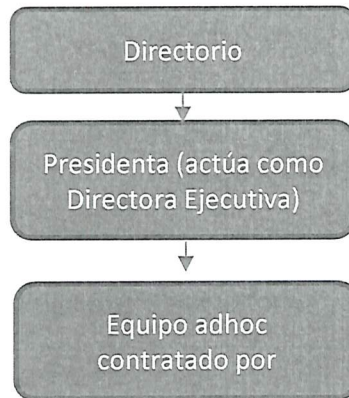 Directorio
Presidenta (actúa como
Directora Ejecutiva)
Equipo adhoc
contratado por